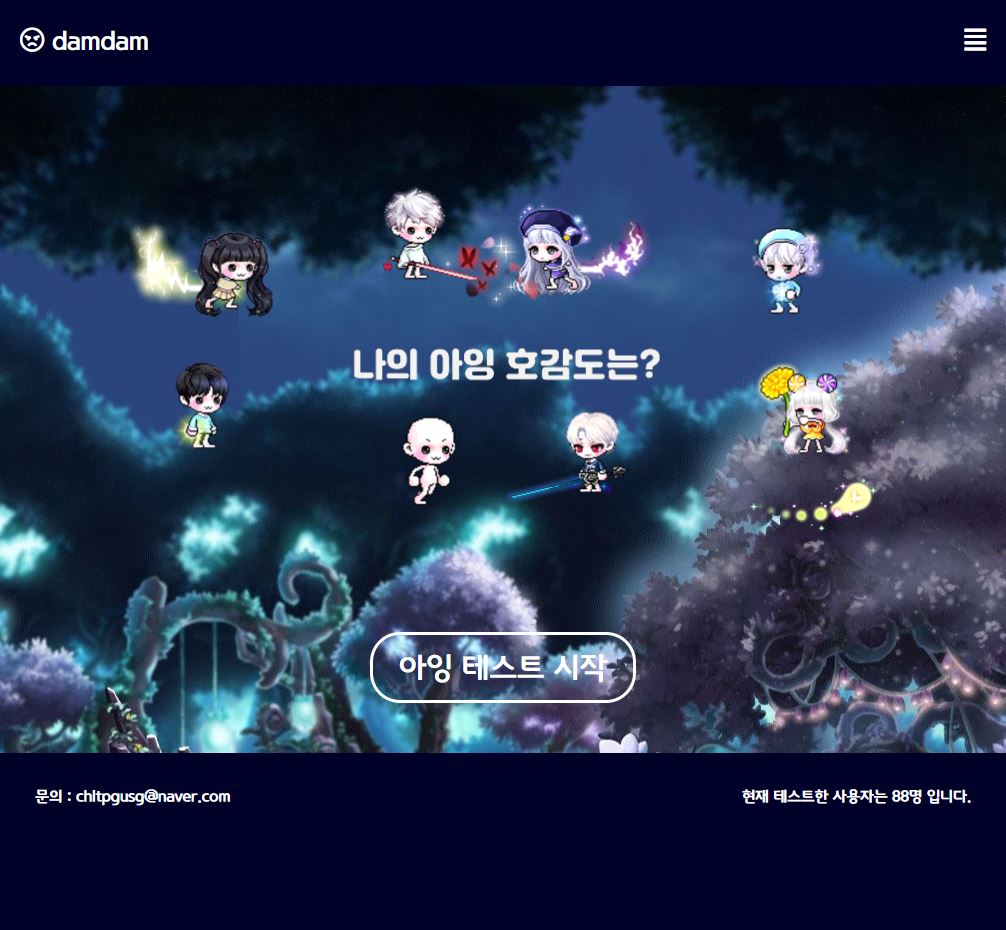 damdam
나의 아잉 호감도는?
아잉 테스트 시작
문의 : chltpgusg@naver.com
현재 테스트한 사용자는 88명 입니다.